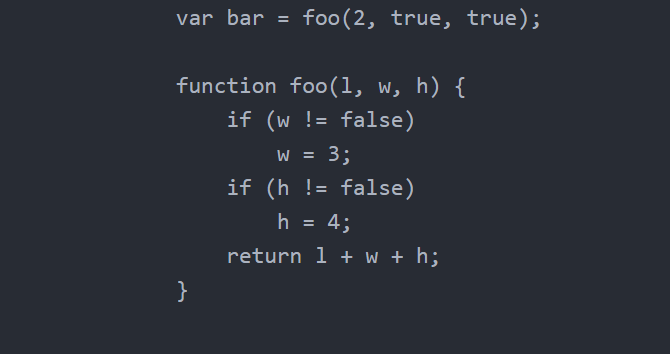 var bar = foo(2, true, true);
function foo(l, w, h) {
if (w != false)
w = 3;
if (h != false)
h = 4;
return l + w + h;
}